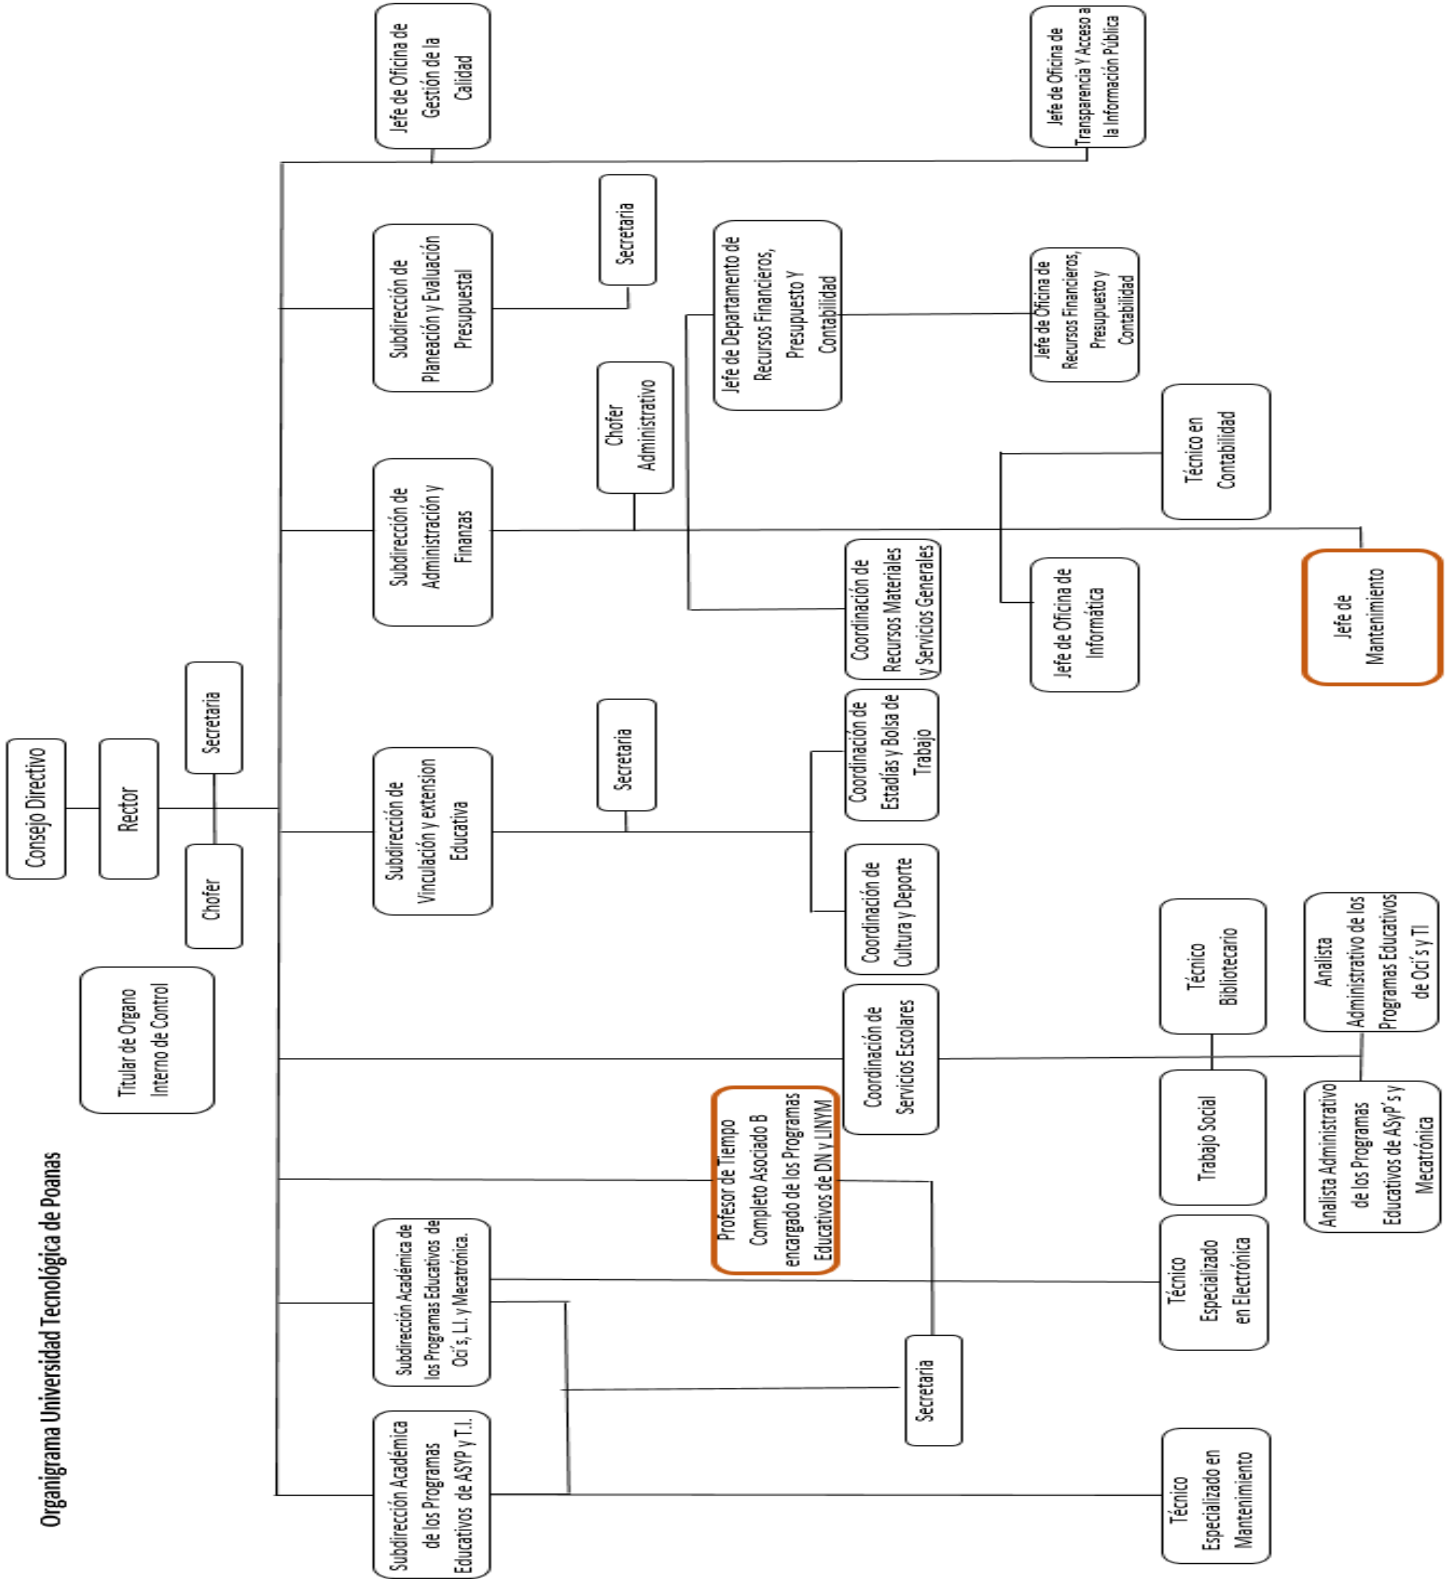 Organigrama Universidad Tecnológica de Poanas
Consejo Directivo
Rector
Titular de Organo
Interno de Control
Chofer
Secretaria
Subdirección Académica
de los Programas
Educativos de ASYP y T.I.
Subdirección Académica de
los Programas Educativos de
Oci´s, L.I. y Mecatrónica.
Subdirección de
Vinculación y extension
Educativa
Subdirección de
Administración y
Finanzas
Subdirección de
Planeación y Evaluación
Presupuestal
Jefe de Oficina de
Gestión de la
Calidad
Secretaria
Chofer
Administrativo
Secretaria
Profesor de Tiempo
Completo Asociado B
encargado de los Programas
Educativos de DN y LINYM
Jefe de Departamento de
Recursos Financieros,
Presupuesto Y
Contabilidad
Coordinación de
Servicios Escolares
Coordinación de
Cultura y Deporte
Coordinación de
Estadías y Bolsa de
Trabajo
Coordinación de
Recursos Materiales
y Servicios Generales
Secretaria
Jefe de Oficina de
Informática
Jefe de Oficina de
Recursos Financieros,
Presupuesto y
Contabilidad
Jefe de Oficina de
Transparencia Y Acceso a
la Información Pública
Técnico
Especializado en
Mantenimiento
Técnico
Especializado
en Electrónica
Trabajo Social
Técnico
Bibliotecario
Técnico en
Contabilidad
Analista Administrativo
de los Programas
Educativos de ASyP´s y
Mecatrónica
Analista
Administrativo de los
Programas Educativos
de Oci´s y TI
Jefe de
Mantenimiento